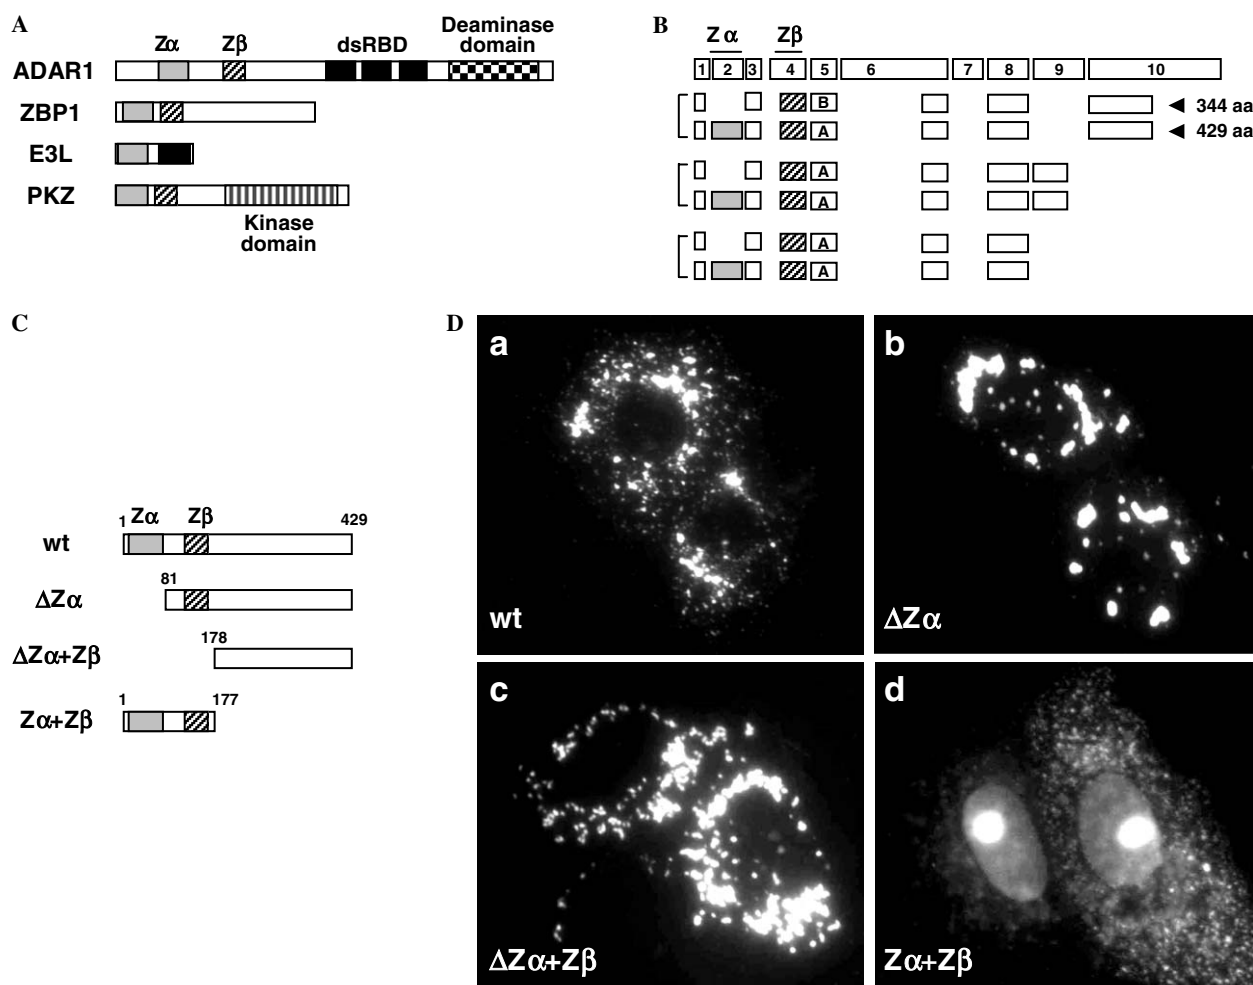 A
Zα Zβ dsRBD Deaminase domain
ADAR1
ZBP1
E3L
PKZ
Kinase domain
B
Zα Zβ
1 2 3 4 5 6 7 8 9 10
B 344 aa
A 429 aa
A
A
A
A
C
1 Zα Zβ 429
wt
81
ΔZα
178
ΔZα+Zβ
1 177
Zα+Zβ
D
a
wt
b
ΔZα
c
ΔZα+Zβ
d
Zα+Zβ